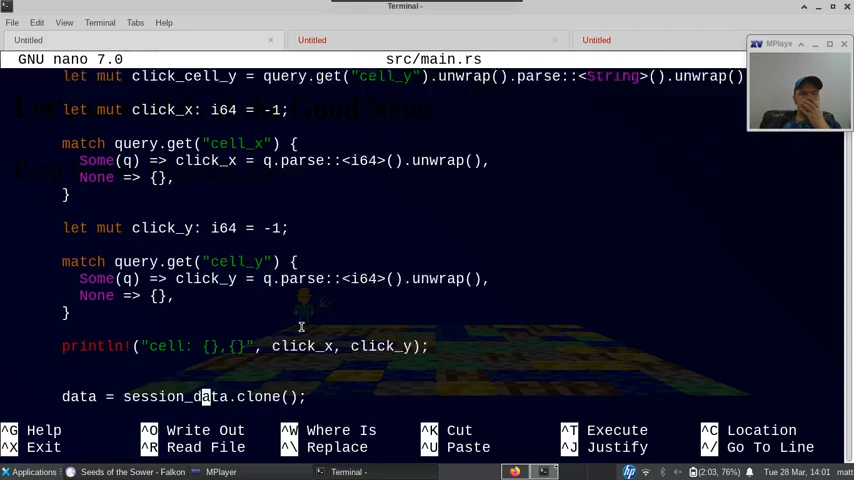 Terminal -
File Edit View Terminal Tabs Help
Untitled Untitled Untitled
GNU nano 7.0 src/main.rs
MPlaye
let mut click_cell_y = query.get("cell_y").unwrap().parse::<String>().unwrap()
let mut click_x: i64 = -1;
match query.get("cell_x") {
Some(q) => click_x = q.parse::<i64>().unwrap(),
None => {},
}
let mut click_y: i64 = -1;
match query.get("cell_y") {
Some(q) => click_y = q.parse::<i64>().unwrap(),
None => {},
}
println!("cell: {},{}", click_x, click_y);
data = session_data.clone();
^G Help ^O Write Out ^W Where Is ^K Cut ^T Execute ^C Location
^X Exit ^R Read File ^\ Replace ^U Paste ^J Justify ^/ Go To Line
Applications Seeds of the Sower - Falkon MPlayer Terminal - (2:03, 76%) Tue 28 Mar, 14:01 matt